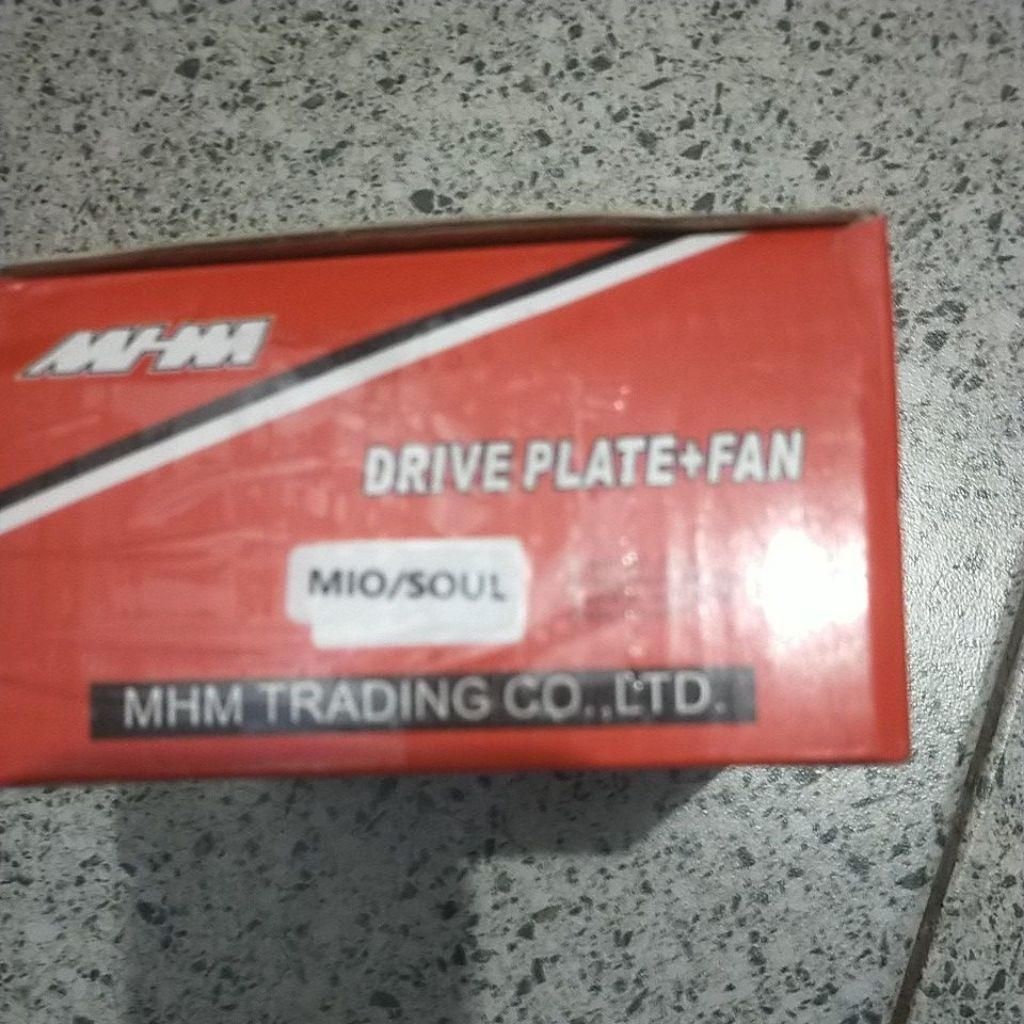 MHM
DRIVE PLATE+FAN
MIO/SOUL
MHM TRADING CO.,LTD.